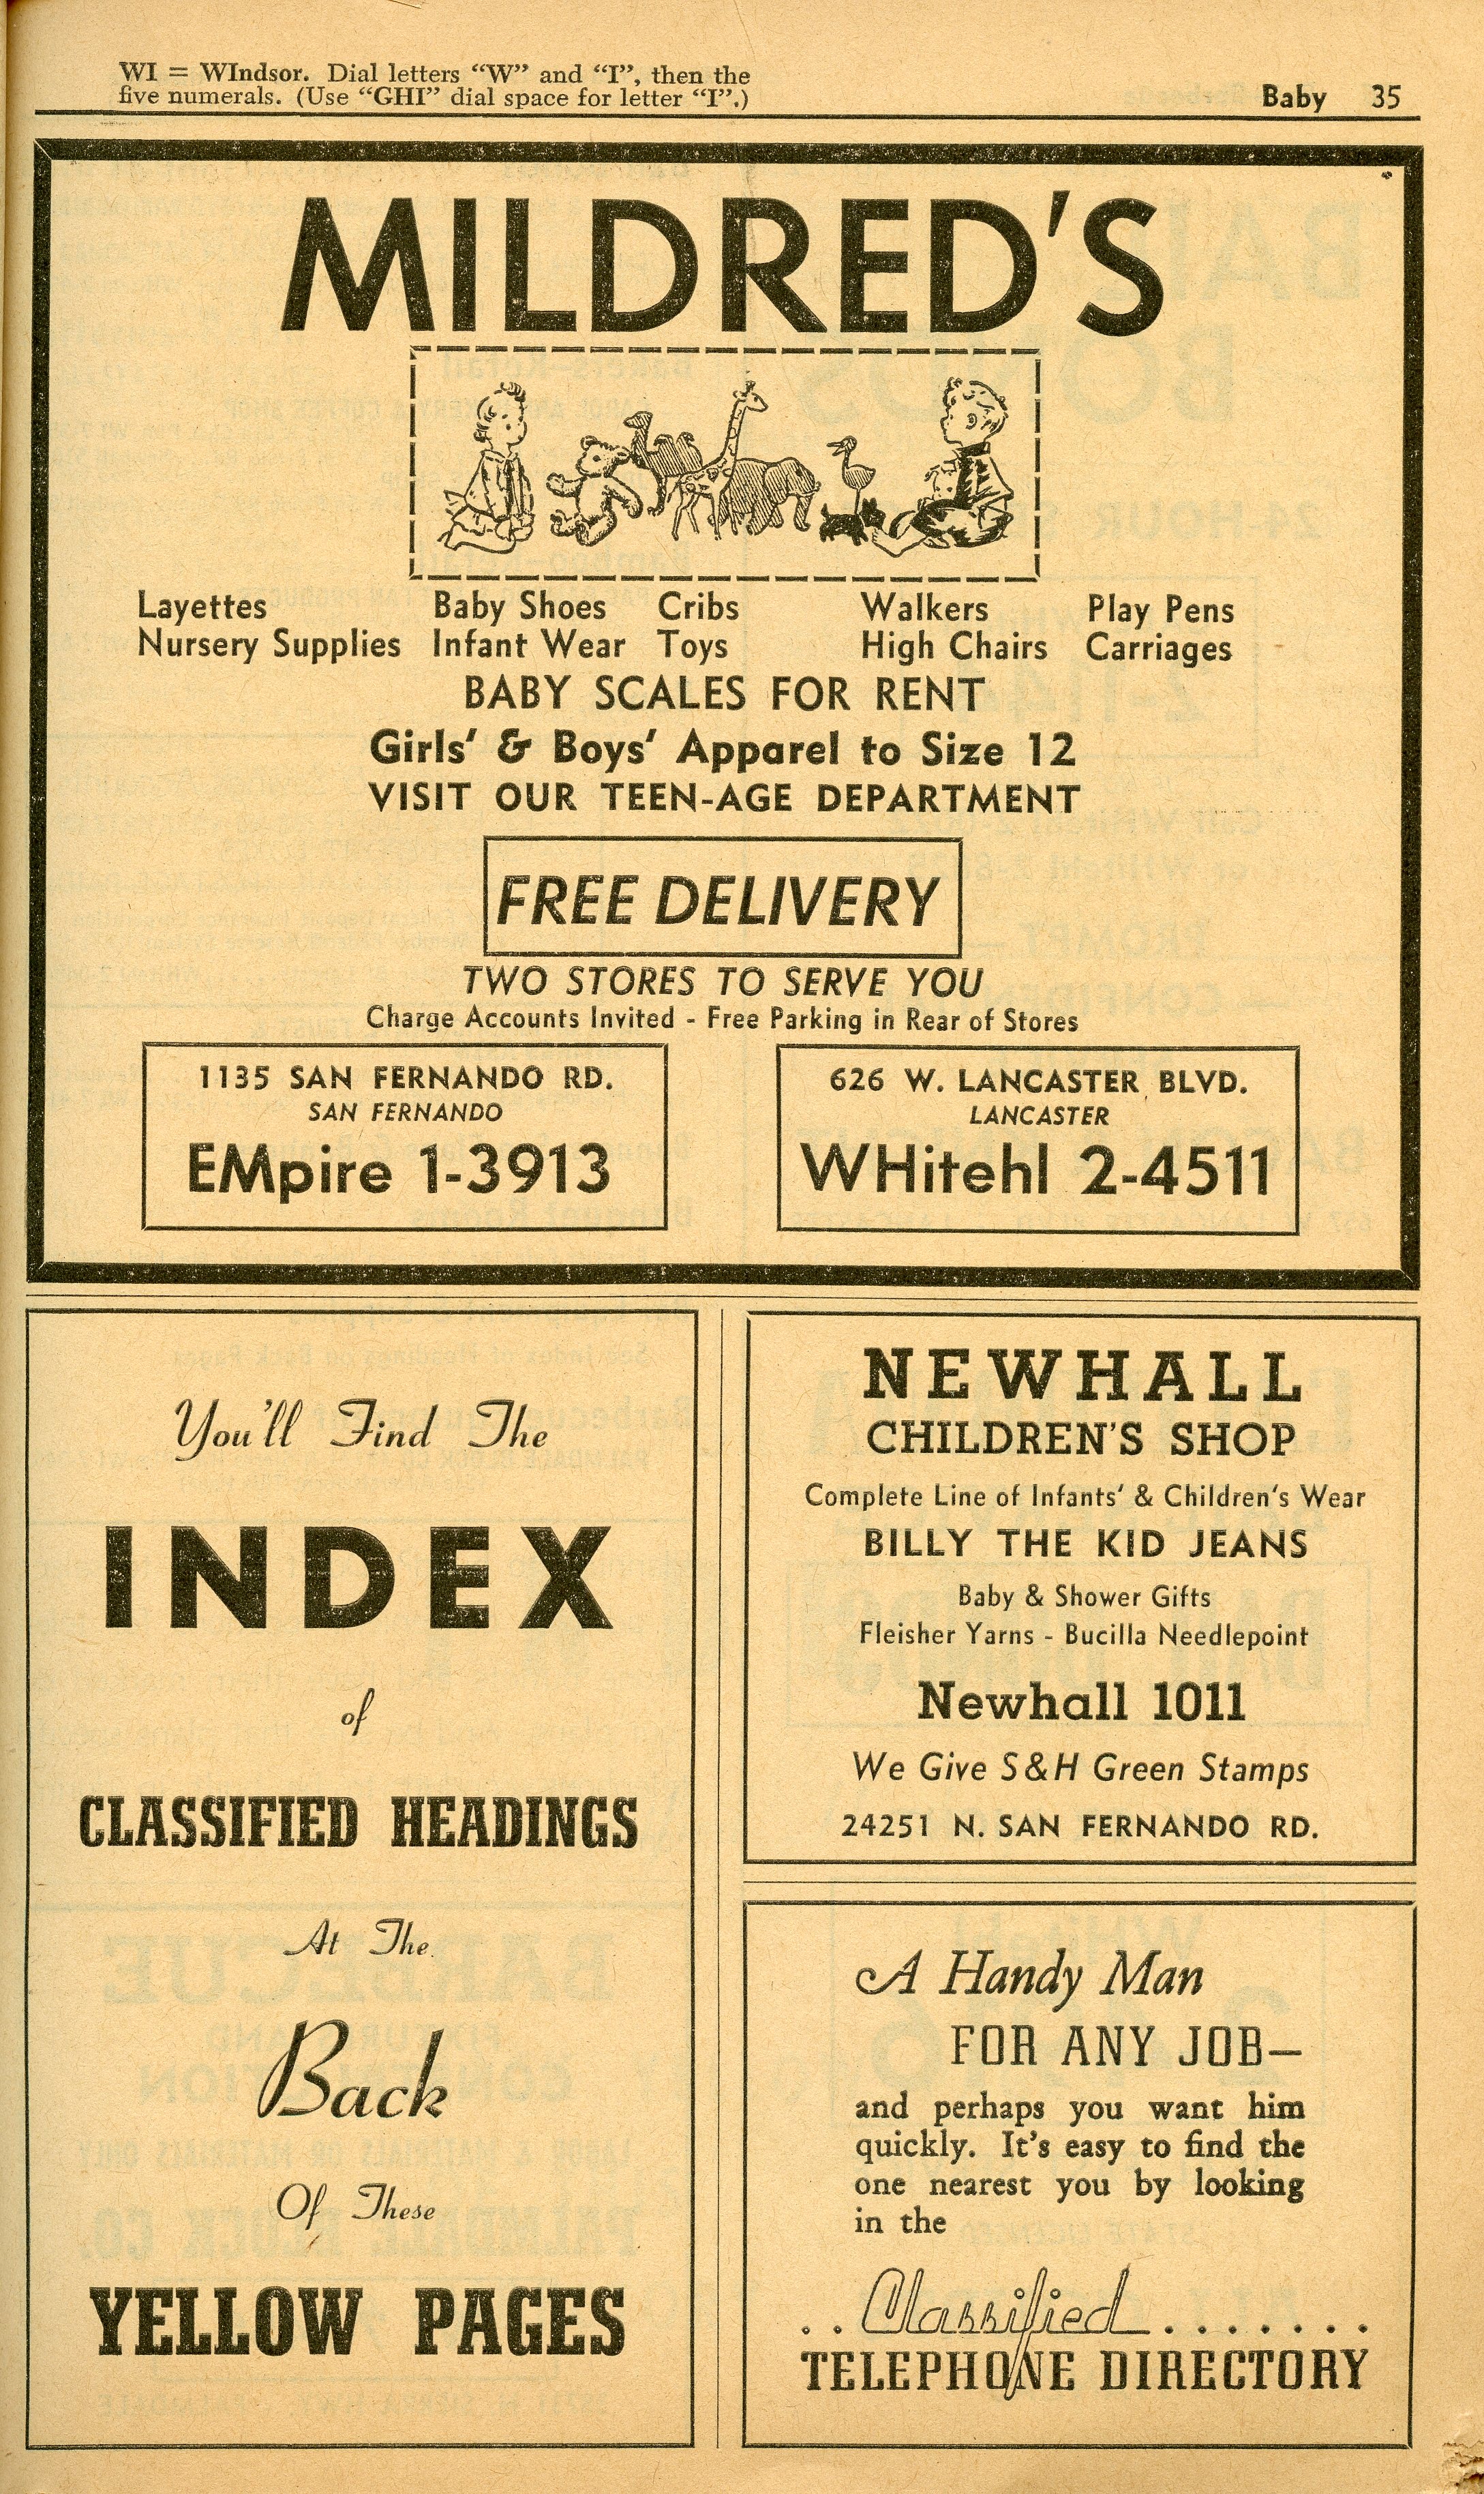 WI = WIndsor. Dial letters “W” and “I”, then the
five numerals. (Use “GHI” dial space for letter “I”.)
Baby 35
MILDRED'S
Layettes Baby Shoes Cribs Walkers Play Pens
Nursery Supplies Infant Wear Toys High Chairs Carriages
BABY SCALES FOR RENT
Girls' & Boys' Apparel to Size 12
VISIT OUR TEEN-AGE DEPARTMENT
FREE DELIVERY
TWO STORES TO SERVE YOU
Charge Accounts Invited - Free Parking in Rear of Stores
1135 SAN FERNANDO RD.
SAN FERNANDO
EMpire 1-3913
626 W. LANCASTER BLVD.
LANCASTER
WHitehl 2-4511
You'll Find The
INDEX
of
CLASSIFIED HEADINGS
At The
Back
Of These
YELLOW PAGES
NEWHALL
CHILDREN'S SHOP
Complete Line of Infants' & Children's Wear
BILLY THE KID JEANS
Baby & Shower Gifts
Fleisher Yarns - Bucilla Needlepoint
Newhall 1011
We Give S&H Green Stamps
24251 N. SAN FERNANDO RD.
A Handy Man
FOR ANY JOB—
and perhaps you want him
quickly. It's easy to find the
one nearest you by looking
in the
..Classified.......
TELEPHONE DIRECTORY